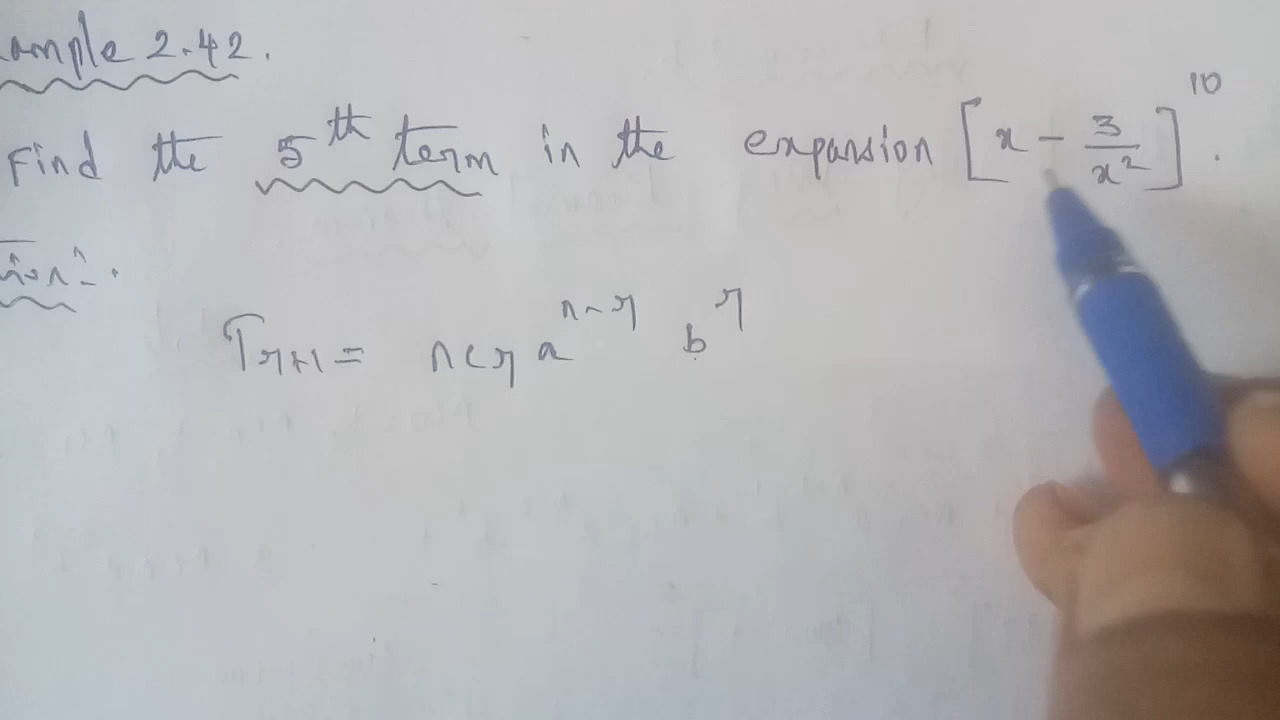 ample 2.42.
Find the 5th term in the expansion [x - 3/x²]¹⁰.
Tr+1 = ncr a^n-r b^r